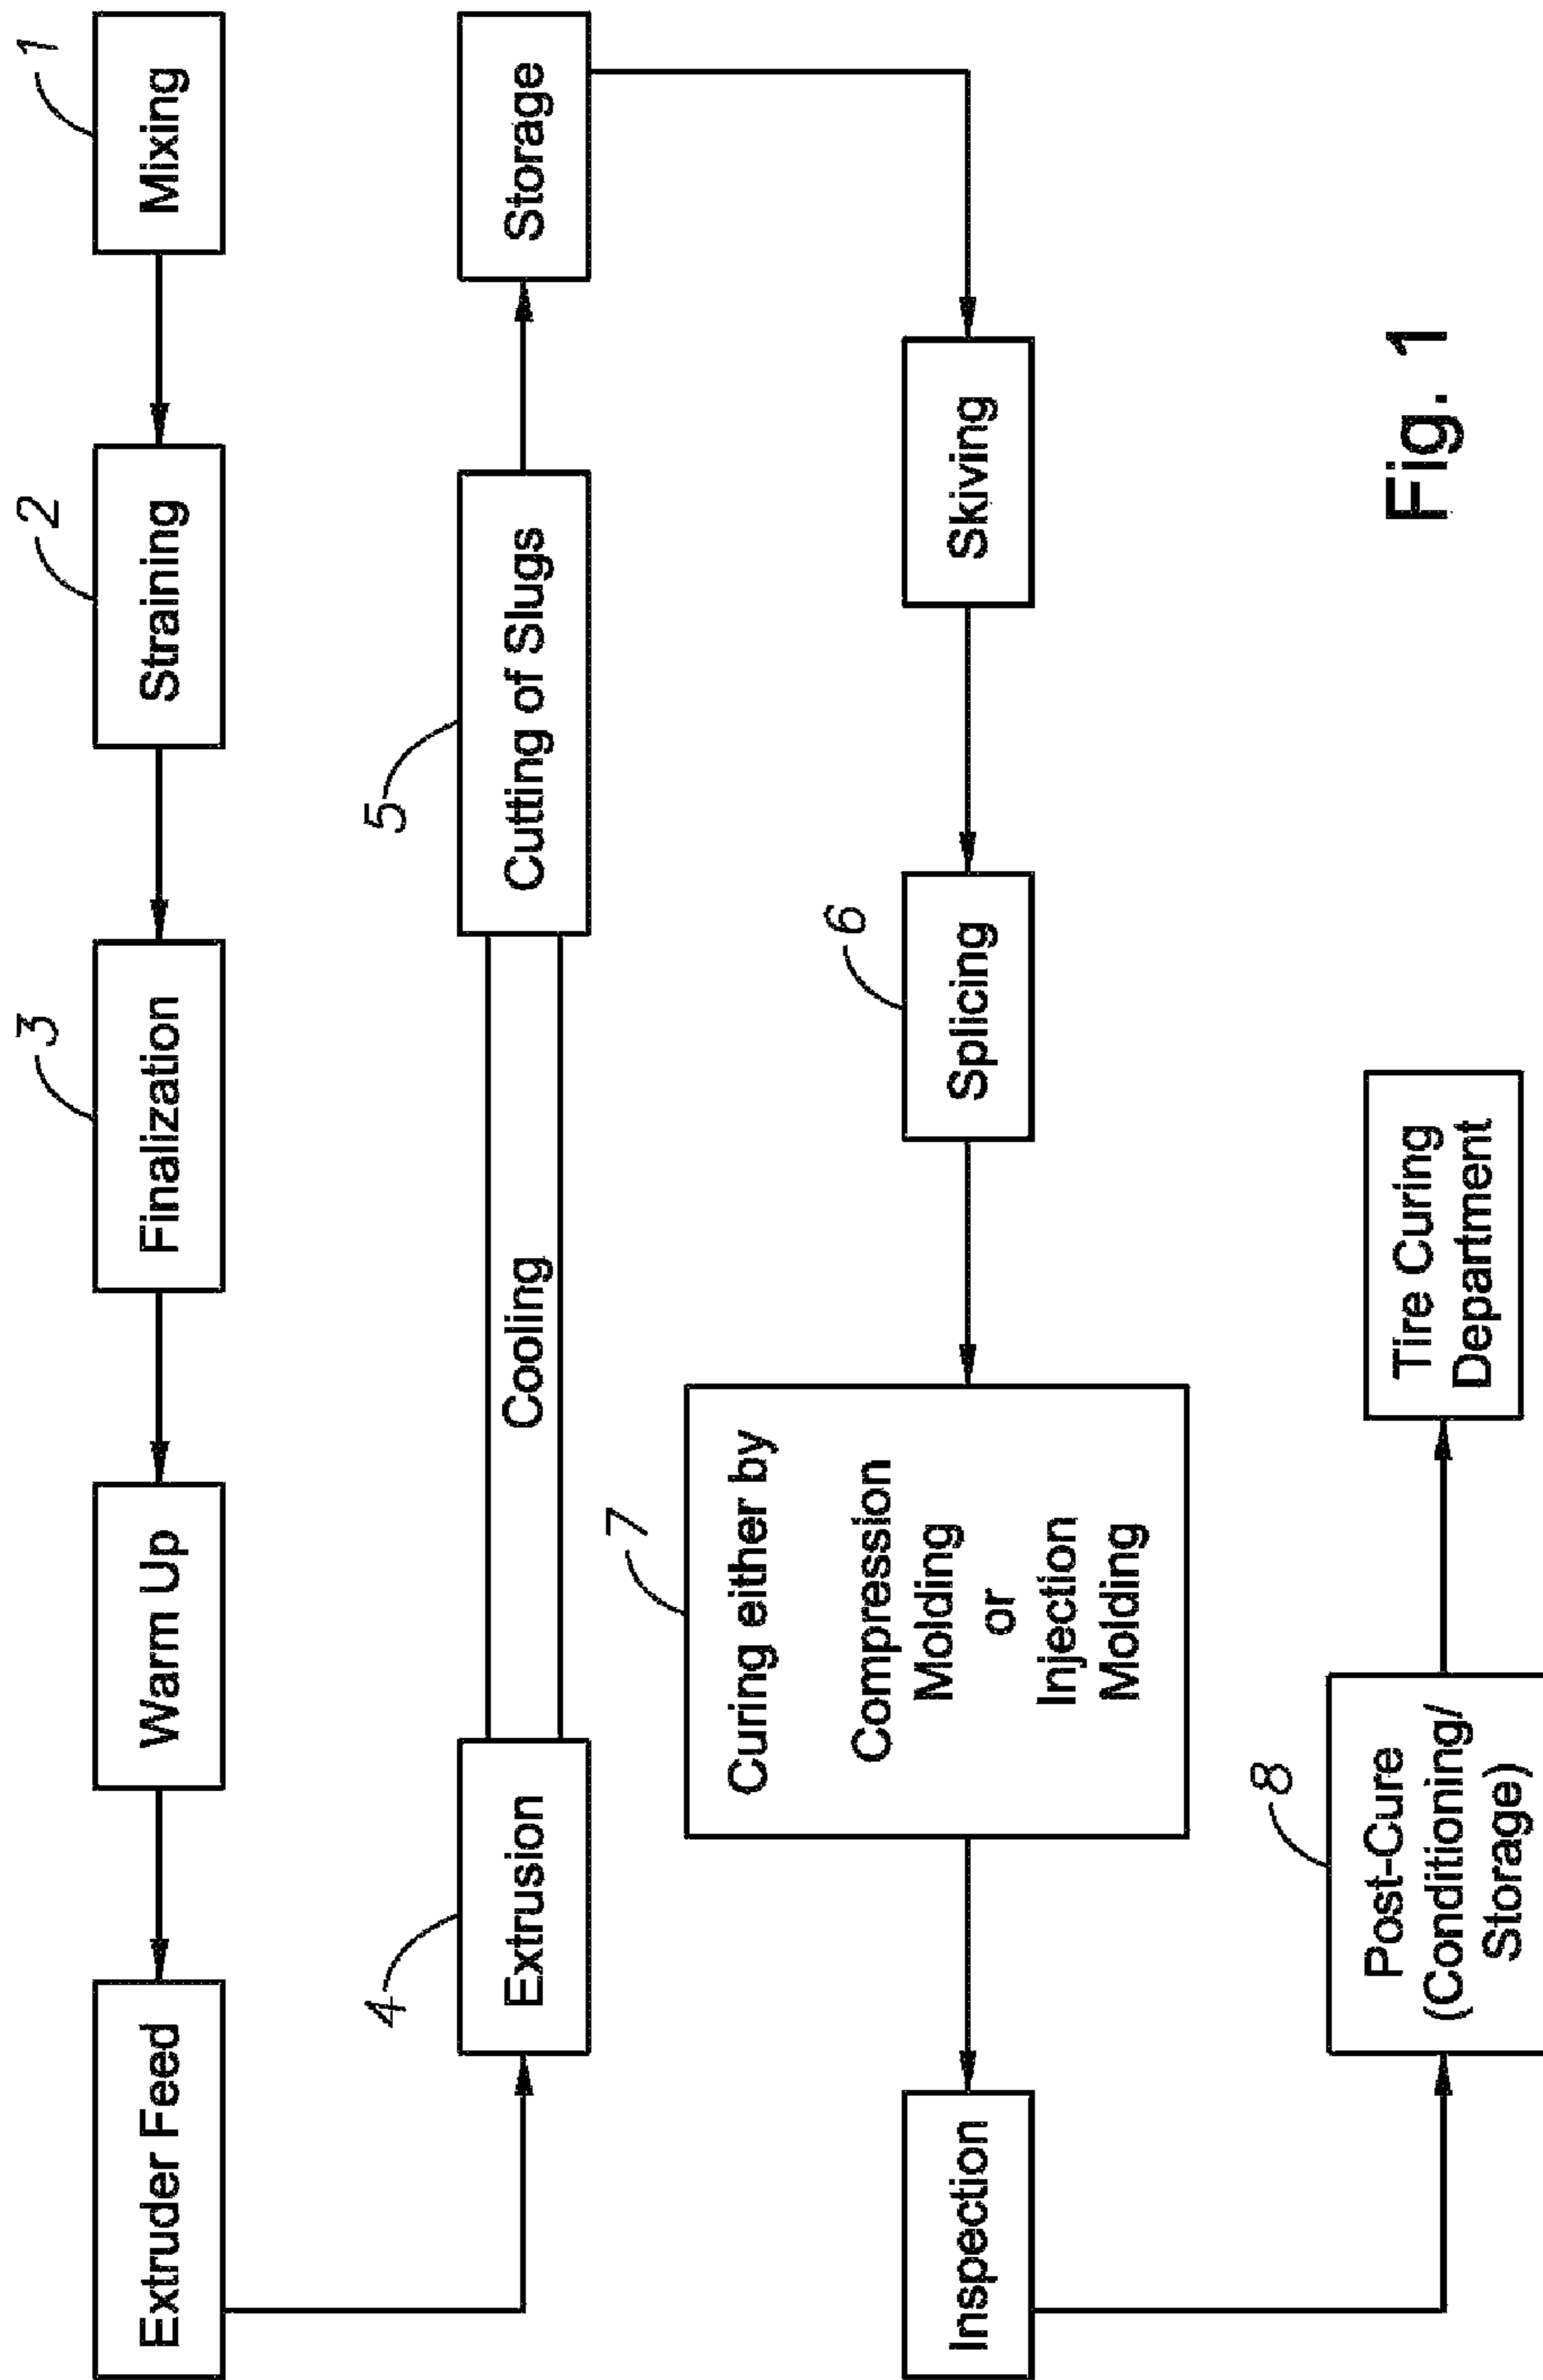 1
Mixing
2
Straining
3
Finalization
Warm Up
Extruder Feed
4
Extrusion
Cooling
5
Cutting of Slugs
Storage
Skiving
6
Splicing
7
Curing either by
Compression
Molding
or
Injection
Molding
Inspection
8
Post-Cure
(Conditioning/
Storage)
Tire Curing
Department
Fig. 1